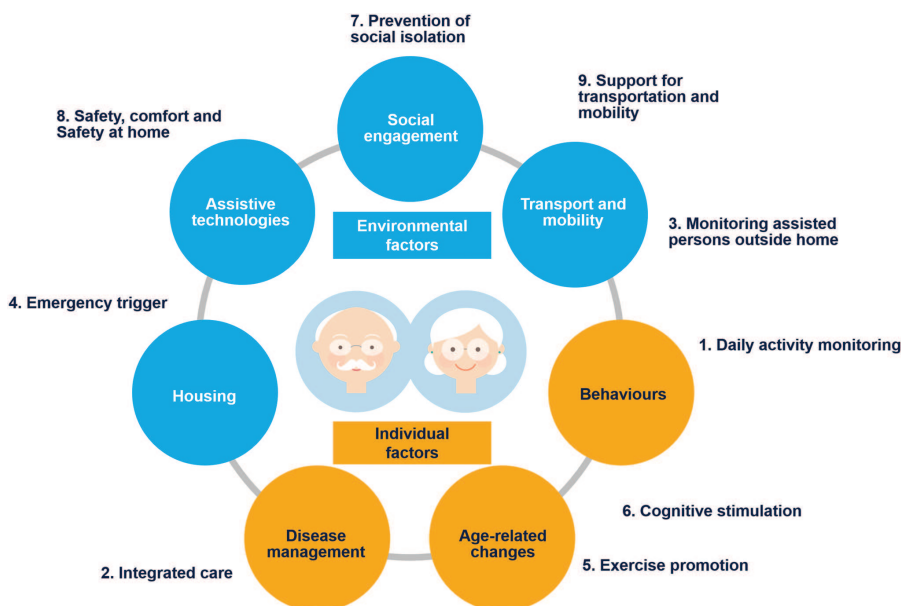 7. Prevention of
social isolation
9. Support for
transportation and
mobility
8. Safety, comfort and
Safety at home
Social
engagement
Assistive
technologies
Transport and
mobility
Environmental
factors
3. Monitoring assisted
persons outside home
4. Emergency trigger
1. Daily activity monitoring
Housing
Behaviours
Individual
factors
6. Cognitive stimulation
Disease
management
Age-related
changes
2. Integrated care
5. Exercise promotion